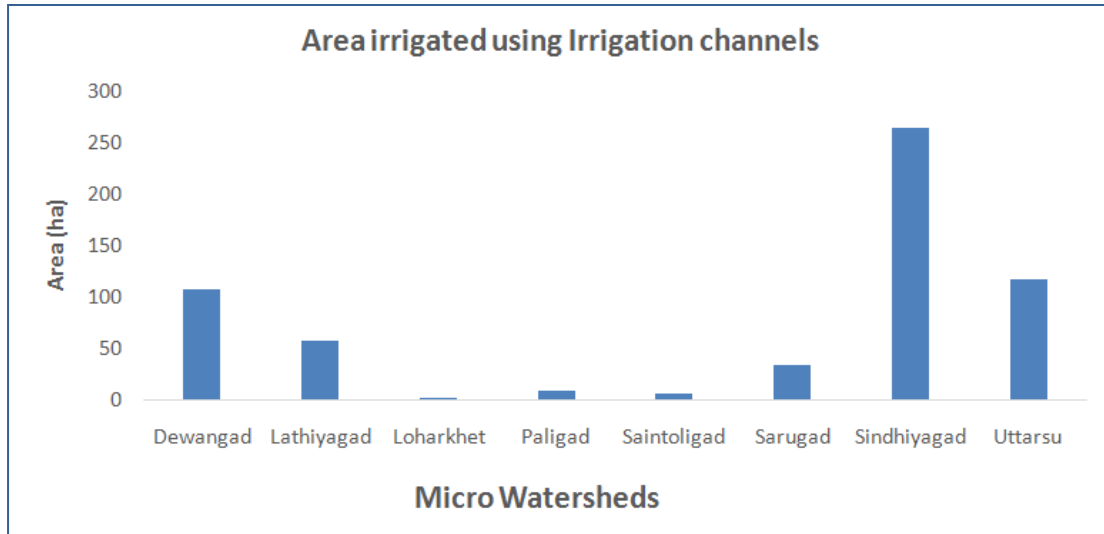 Area irrigated using Irrigation channels
300
250
200
150
100
50
0
Area (ha)
Dewangad Lathiyagad Loharkhet Paligad Saintoligad Sarugad Sindhiyagad Uttarsu
Micro Watersheds